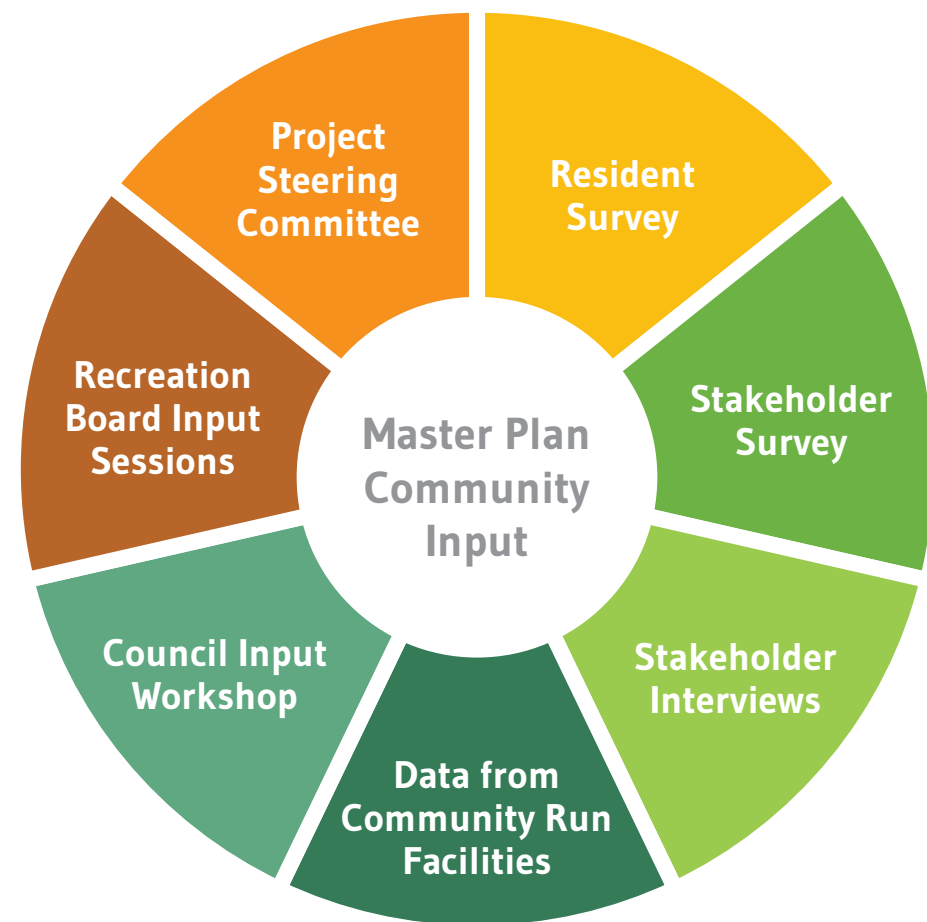 Project
Steering
Committee
Resident
Survey
Stakeholder
Survey
Stakeholder
Interviews
Data from
Community Run
Facilities
Council Input
Workshop
Recreation
Board Input
Sessions
Master Plan
Community
Input